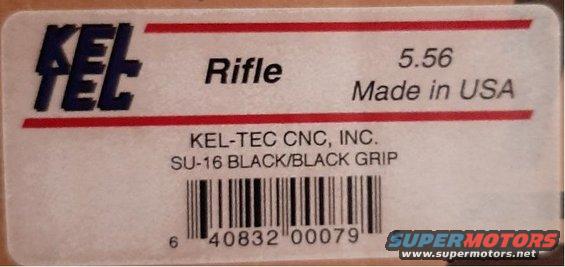 KEL TEC
Rifle
5.56
Made in USA
KEL-TEC CNC, INC.
SU-16 BLACK/BLACK GRIP
6 40832 00079
SUPERMOTORS
www.supermotors.net